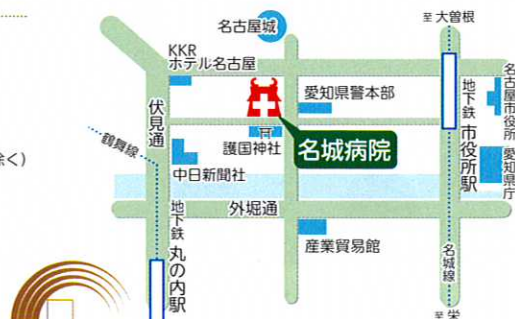 至大曽根
名古屋城
KKR
ホテル名古屋
愛知県警本部
地下鉄 市役所駅
名古屋市役所
伏見通
護国神社
名城病院
鶴舞線
除く)
中日新聞社
愛知県庁
外堀通
地下鉄 丸の内駅
産業貿易館
名城線
至栄